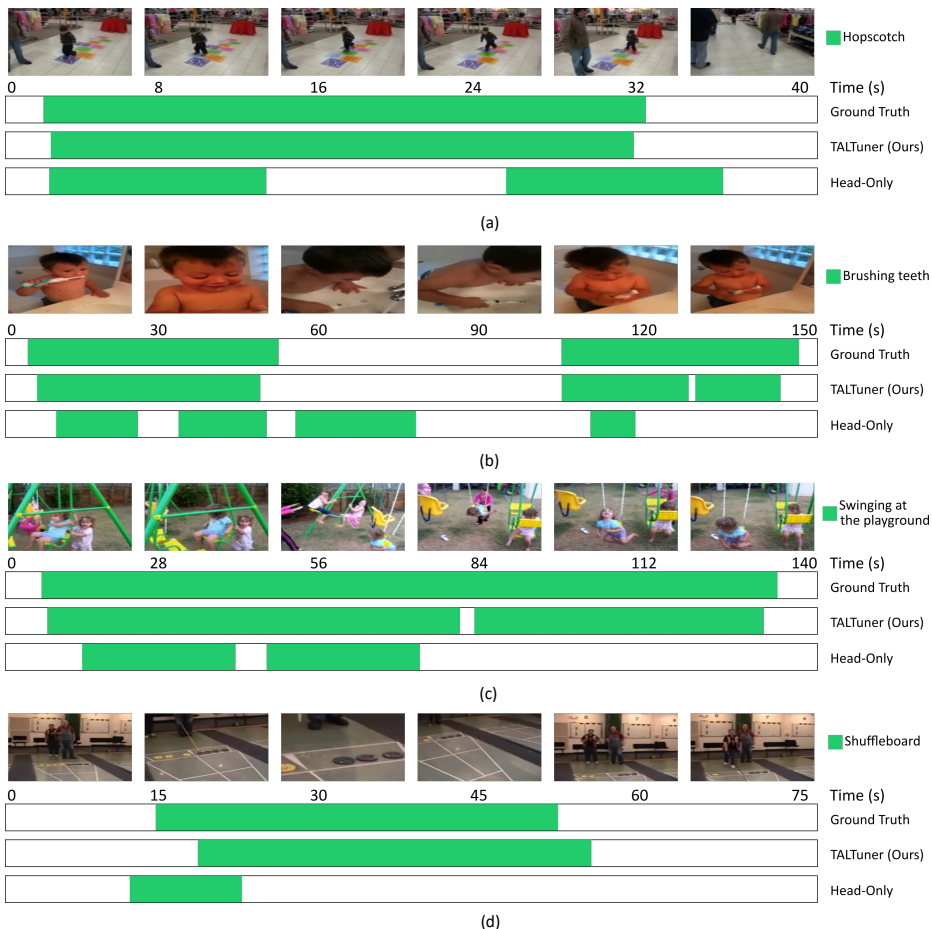 Hopscotch
0 8 16 24 32 40 Time (s)
Ground Truth
TALTuner (Ours)
Head-Only
(a)
Brushing teeth
0 30 60 90 120 150 Time (s)
Ground Truth
TALTuner (Ours)
Head-Only
(b)
Swinging at
the playground
0 28 56 84 112 140 Time (s)
Ground Truth
TALTuner (Ours)
Head-Only
(c)
Shuffleboard
0 15 30 45 60 75 Time (s)
Ground Truth
TALTuner (Ours)
Head-Only
(d)